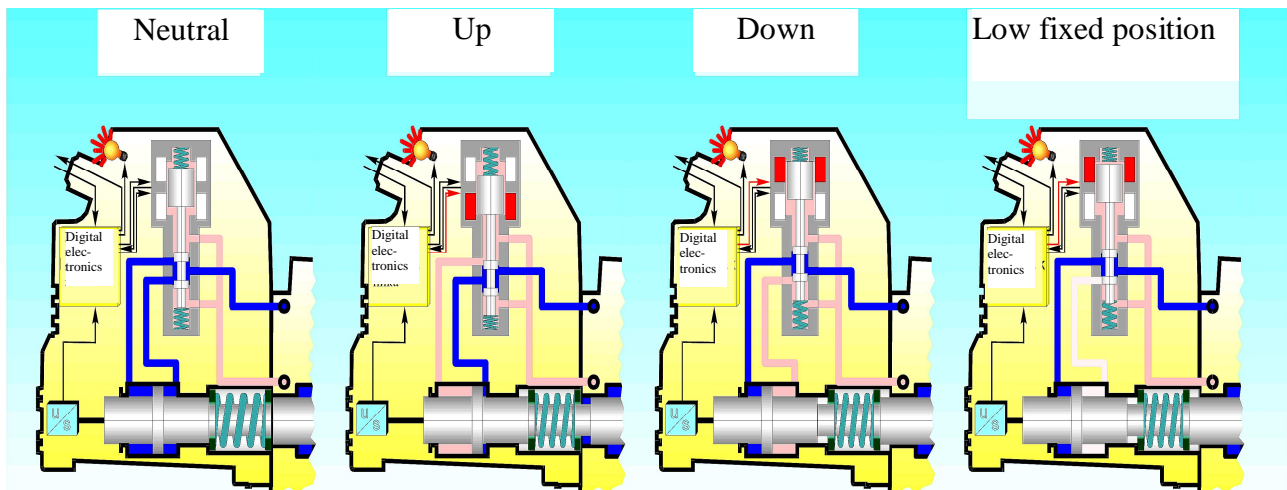 Neutral
Up
Down
Low fixed position
Digital
elec-
tronics
Digital
elec-
tronics
Digital
elec-
tronics
Digital
elec-
tronics
u
s
u
s
u
s
u
s